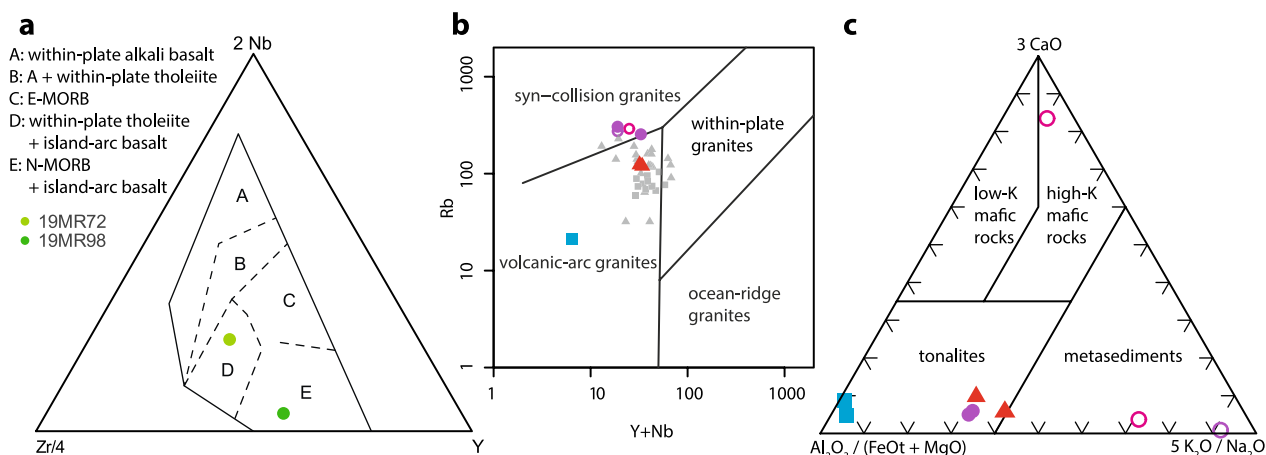 a
2 Nb
A: within-plate alkali basalt
B: A + within-plate tholeiite
C: E-MORB
D: within-plate tholeiite
+ island-arc basalt
E: N-MORB
+ island-arc basalt
19MR72
19MR98
A
B
C
D
E
Zr/4
Y
b
1000
100
10
1
Rb
syn−collision granites
within-plate
granites
volcanic-arc granites
ocean-ridge
granites
1
10
100
1000
Y+Nb
c
3 CaO
low-K
mafic
rocks
high-K
mafic
rocks
tonalites
metasediments
Al₂O₃ / (FeOt + MgO)
5 K₂O / Na₂O